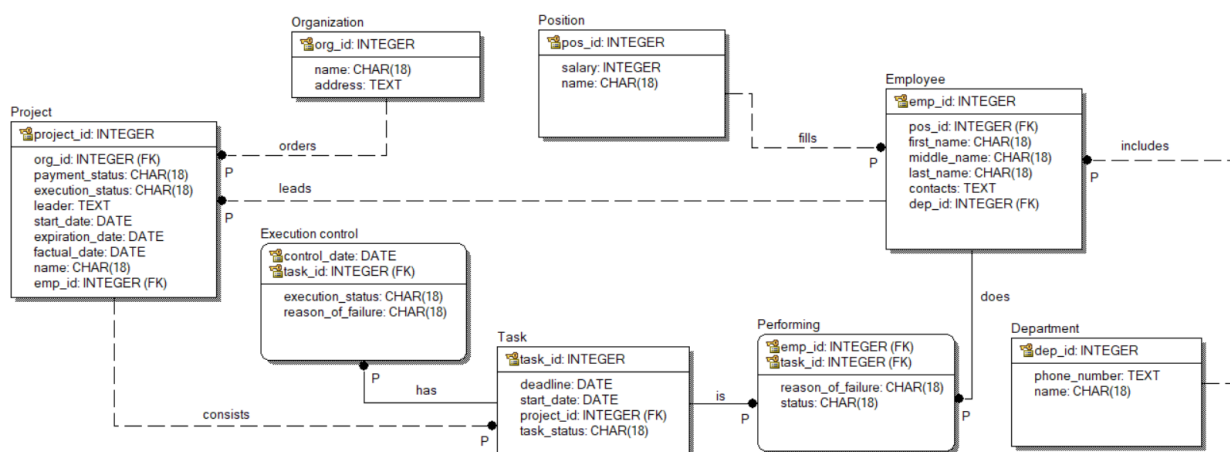 Organization
org_id: INTEGER
name: CHAR(18)
address: TEXT
Position
pos_id: INTEGER
salary: INTEGER
name: CHAR(18)
Employee
emp_id: INTEGER
pos_id: INTEGER (FK)
first_name: CHAR(18)
middle_name: CHAR(18)
last_name: CHAR(18)
contacts: TEXT
dep_id: INTEGER (FK)
Project
project_id: INTEGER
org_id: INTEGER (FK)
payment_status: CHAR(18)
execution_status: CHAR(18)
leader: TEXT
start_date: DATE
expiration_date: DATE
factual_date: DATE
name: CHAR(18)
emp_id: INTEGER (FK)
orders
P
leads
P
fills
P
includes
P
Execution control
control_date: DATE
task_id: INTEGER (FK)
execution_status: CHAR(18)
reason_of_failure: CHAR(18)
P
has
does
Task
task_id: INTEGER
deadline: DATE
start_date: DATE
project_id: INTEGER (FK)
task_status: CHAR(18)
consists
P
is
P
Performing
emp_id: INTEGER (FK)
task_id: INTEGER (FK)
reason_of_failure: CHAR(18)
status: CHAR(18)
P
Department
dep_id: INTEGER
phone_number: TEXT
name: CHAR(18)